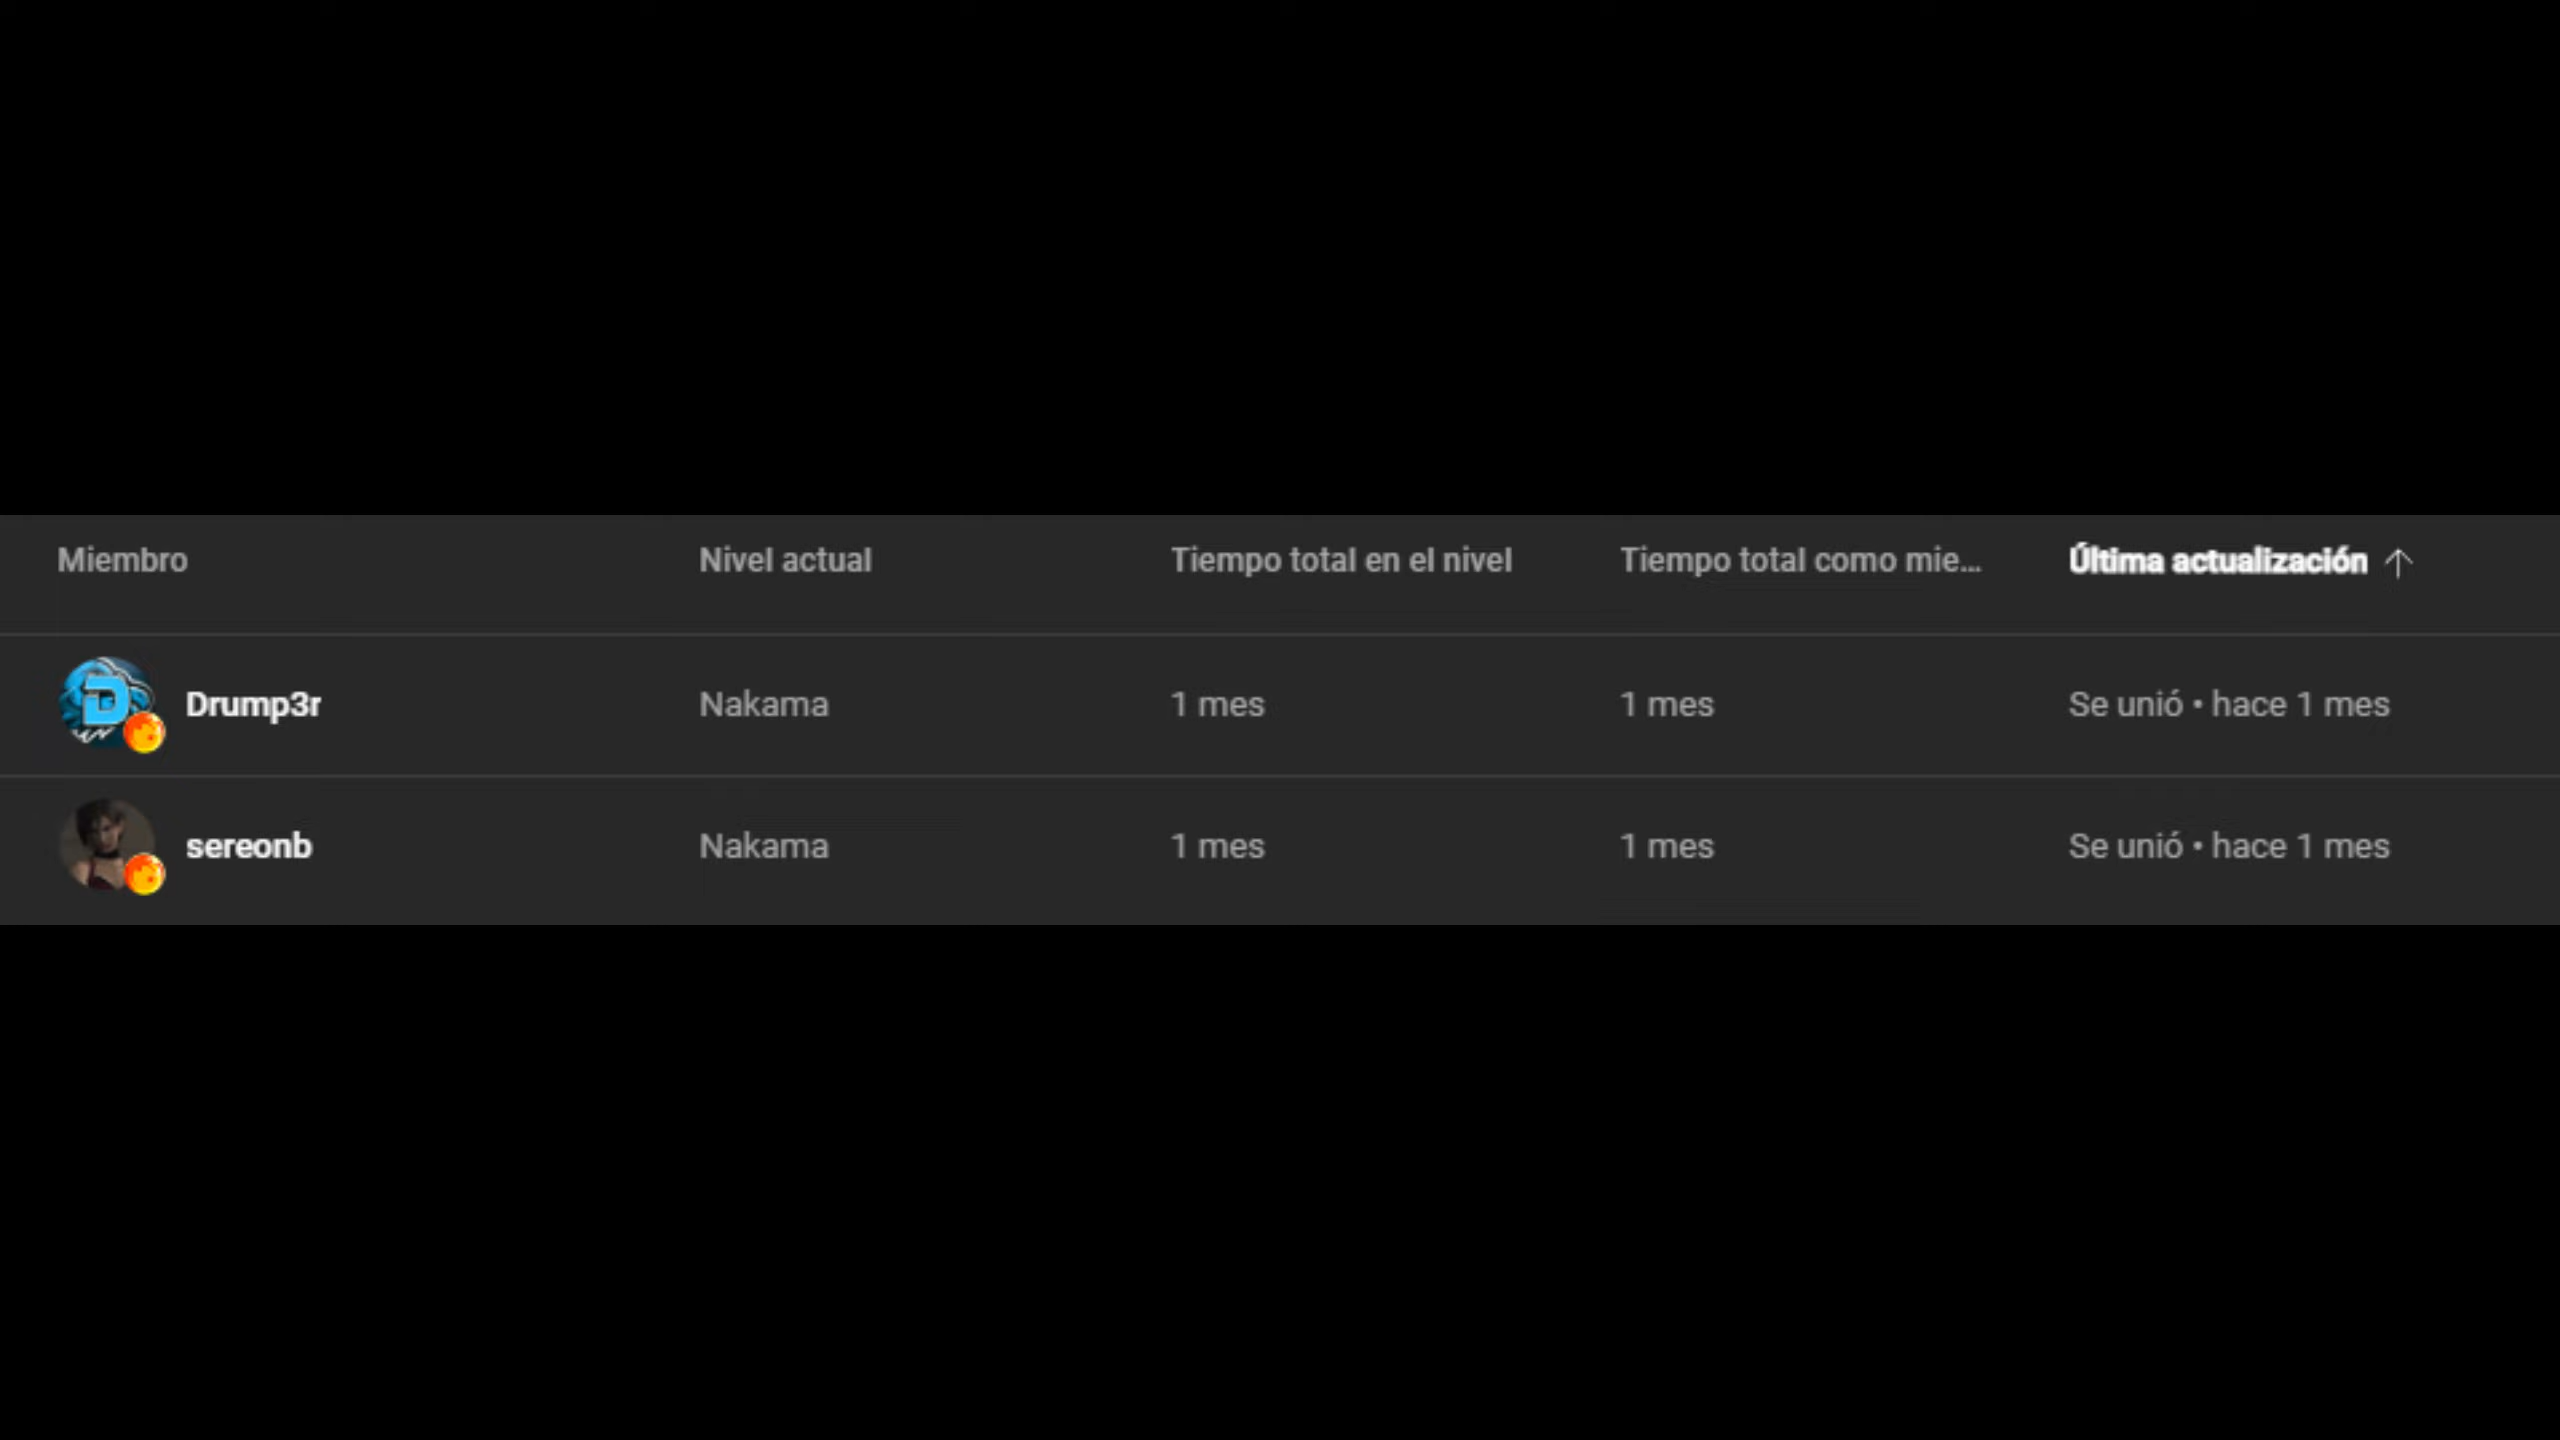 Miembro Nivel actual Tiempo total en el nivel Tiempo total como mie... Última actualización ↑
D Drump3r Nakama 1 mes 1 mes Se unió • hace 1 mes
sereonb Nakama 1 mes 1 mes Se unió • hace 1 mes